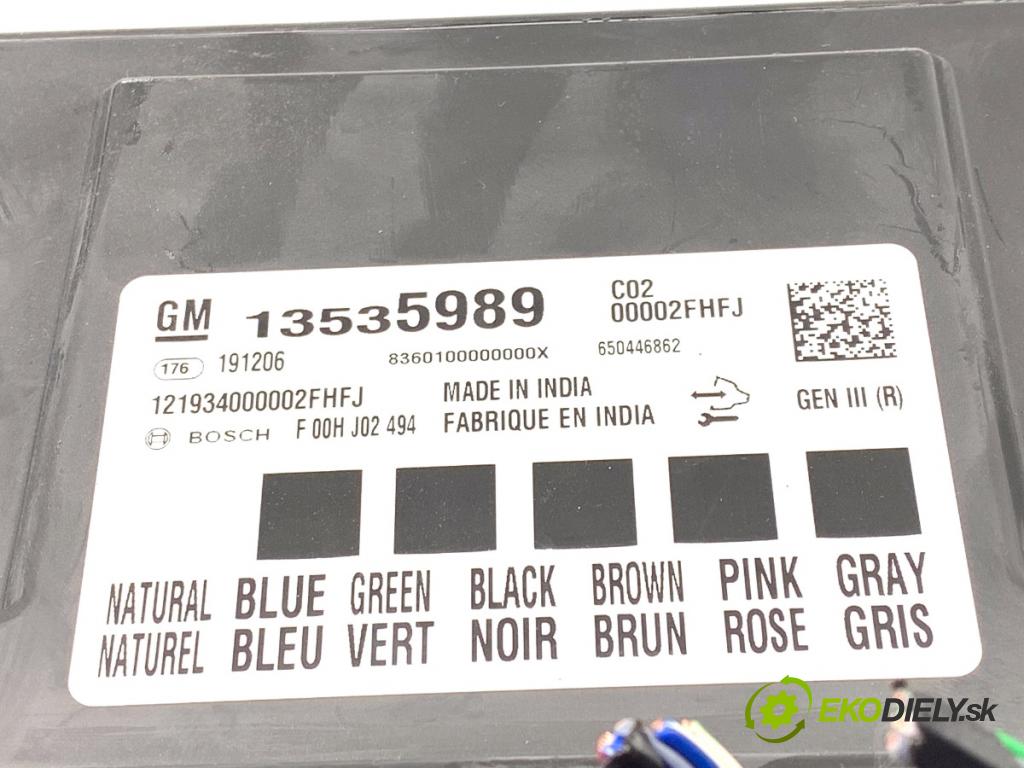 GM 13535989 C02
00002FHFJ
176 191206 8360100000000X 650446862
121934000002FHFJ MADE IN INDIA GEN III (R)
BOSCH F 00H J02 494 FABRIQUE EN INDIA
NATURAL BLUE GREEN BLACK BROWN PINK GRAY
NATUREL BLEU VERT NOIR BRUN ROSE GRIS
EKODIELY.sk